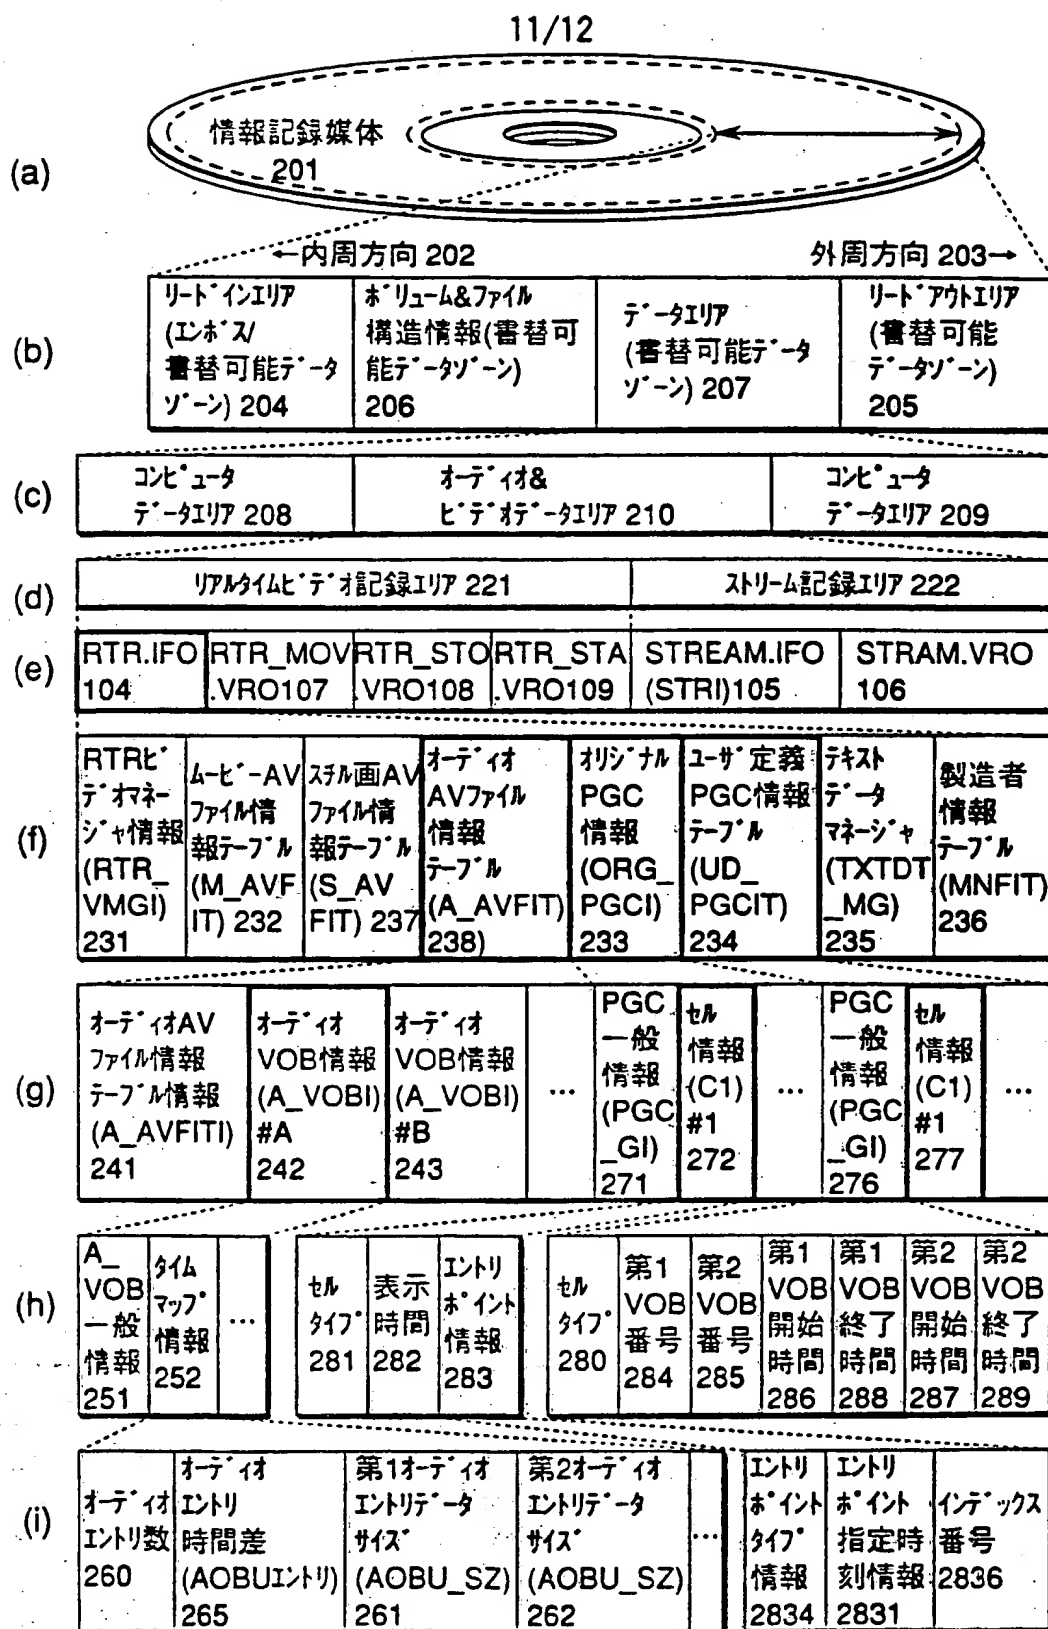 11/12
(a)
情報記録媒体
201
←内周方向 202
外周方向 203→
(b)
リードインエリア
(エンボス/
書替可能データ
ゾーン) 204
ボリューム&ファイル
構造情報(書替可
能データゾーン)
206
データエリア
(書替可能データ
ゾーン) 207
リードアウトエリア
(書替可能
データゾーン)
205
(c)
コンピュータ
データエリア 208
オーディオ&
ビデオデータエリア 210
コンピュータ
データエリア 209
(d)
リアルタイムビデオ記録エリア 221
ストリーム記録エリア 222
(e)
RTR.IFO
104
RTR_MOV
.VRO107
RTR_STO
.VRO108
RTR_STA
.VRO109
STREAM.IFO
(STRI)105
STRAM.VRO
106
(f)
RTRビ
デオマネー
ジャ情報
(RTR_
VMGI)
231
ムービーAV
ファイル情
報テーブル
(M_AVF
IT) 232
スチル画AV
ファイル情
報テーブル
(S_AV
FIT) 237
オーディオ
AVファイル
情報
テーブル
(A_AVFIT)
238)
オリジナル
PGC
情報
(ORG_
PGCI)
233
ユーザ定義
PGC情報
テーブル
(UD_
PGCIT)
234
テキスト
データ
マネージャ
(TXTDT
_MG)
235
製造者
情報
テーブル
(MNFIT)
236
(g)
オーディオAV
ファイル情報
テーブル情報
(A_AVFITI)
241
オーディオ
VOB情報
(A_VOBI)
#A
242
オーディオ
VOB情報
(A_VOBI)
#B
243
…
PGC
一般
情報
(PGC
_GI)
271
セル
情報
(C1)
#1
272
…
PGC
一般
情報
(PGC
_GI)
276
セル
情報
(C1)
#1
277
…
(h)
A_
VOB
一般
情報
251
タイム
マップ
情報
252
…
セル
タイプ
281
表示
時間
282
エントリ
ポイント
情報
283
セル
タイプ
280
第1
VOB
番号
284
第2
VOB
番号
285
第1
VOB
開始
時間
286
第1
VOB
終了
時間
288
第2
VOB
開始
時間
287
第2
VOB
終了
時間
289
(i)
オーディオ
エントリ数
260
オーディオ
エントリ
時間差
(AOBUエントリ)
265
第1オーディオ
エントリデータ
サイズ
(AOBU_SZ)
261
第2オーディオ
エントリデータ
サイズ
(AOBU_SZ)
262
…
エントリ
ポイント
タイプ
情報
2834
エントリ
ポイント
指定時
刻情報
2831
インデックス
番号
2836